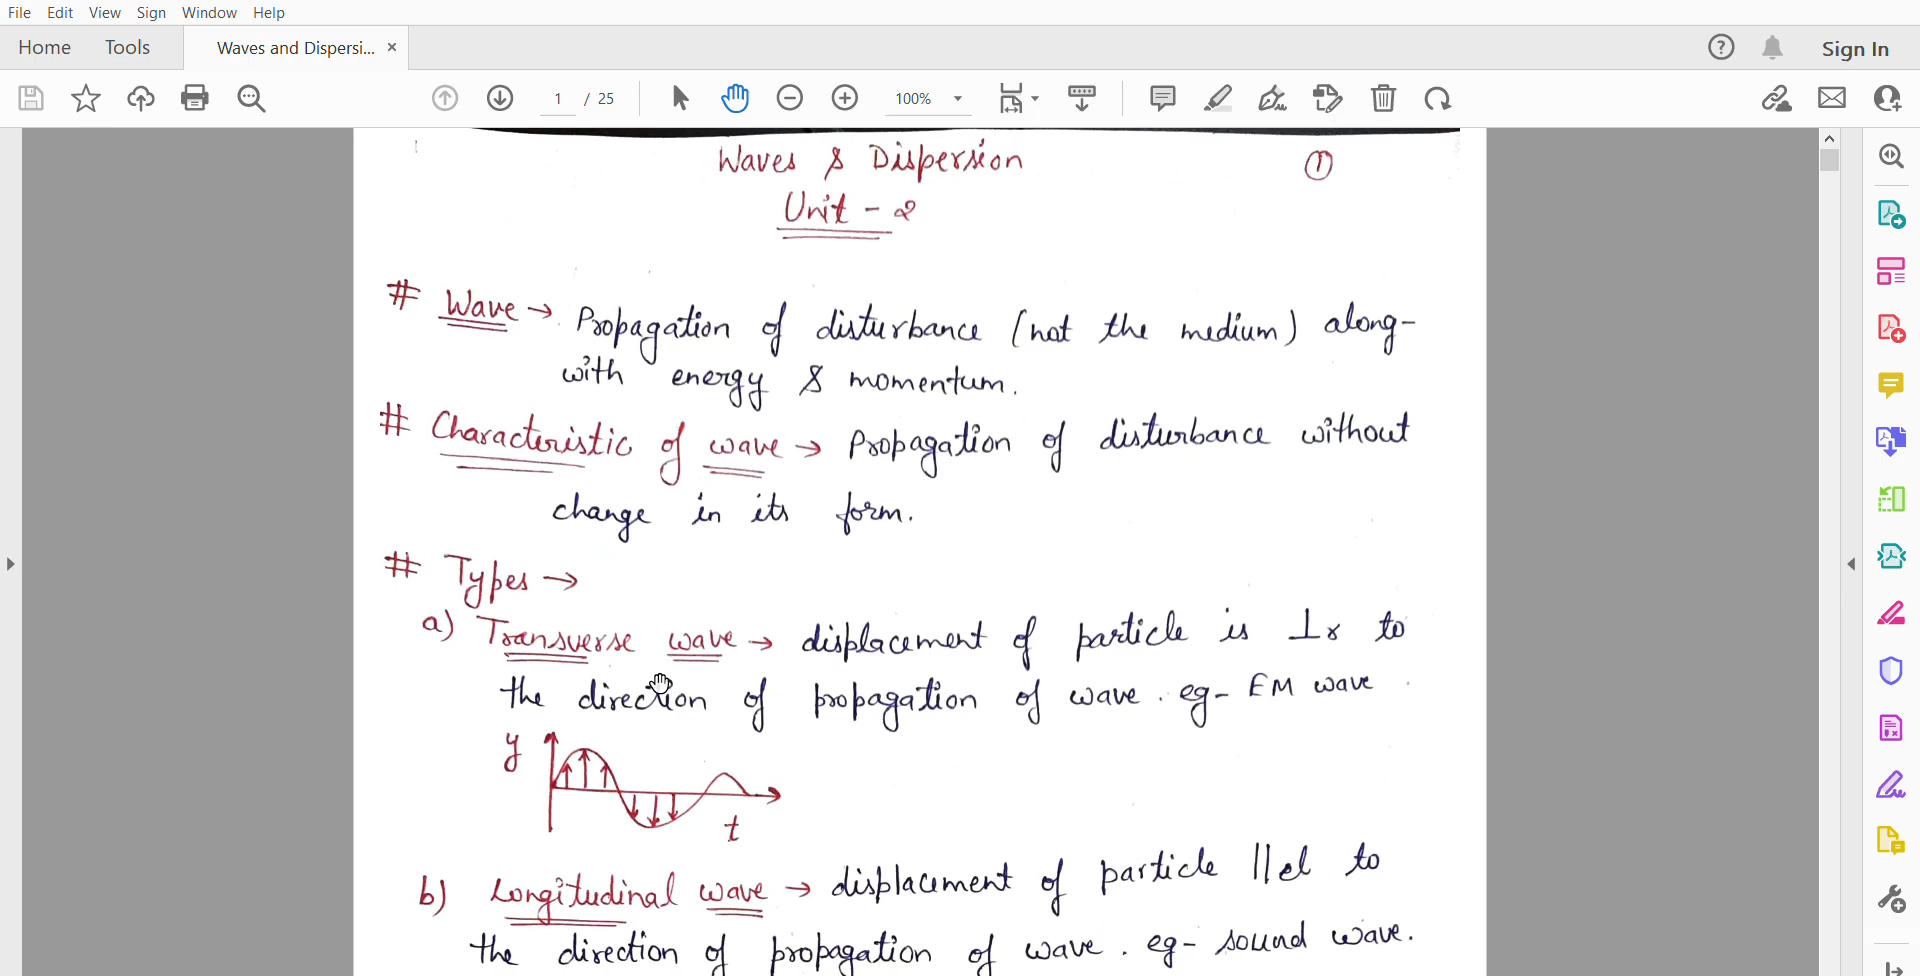 File Edit View Sign Window Help
Home Tools Waves and Dispersi... × Sign In
1 / 25 100%
Waves & Dispersion ①
Unit - 2
# Wave → Propagation of disturbance (not the medium) along-
with energy & momentum.
# Characteristic of wave → Propagation of disturbance without
change in its form.
# Types →
a) Transverse wave → displacement of particle is ⊥r to
the direction of propagation of wave. eg- EM wave
y
t
b) Longitudinal wave → displacement of particle ||el to
the direction of propagation of wave. eg- sound wave.